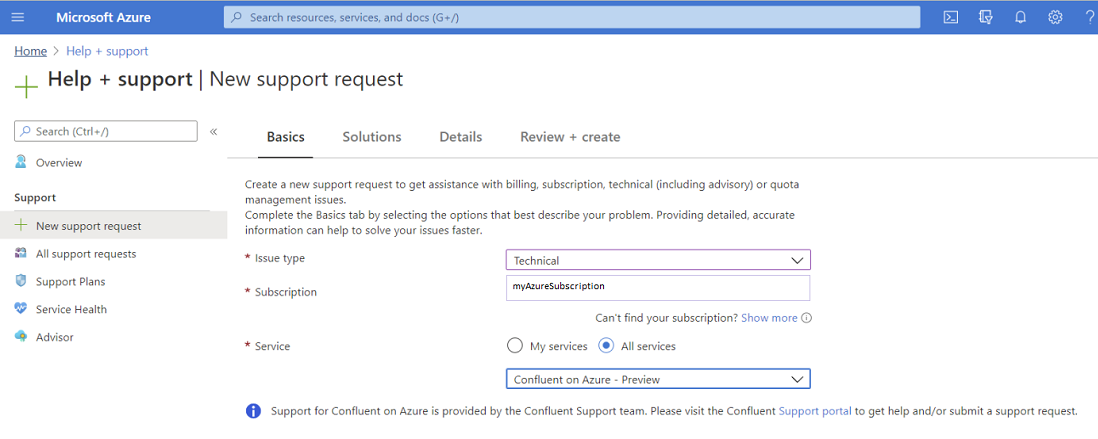 Microsoft Azure
Search resources, services, and docs (G+/)
Home > Help + support
Help + support | New support request
Search (Ctrl+/)
«
Overview
Support
New support request
All support requests
Support Plans
Service Health
Advisor
Basics
Solutions
Details
Review + create
Create a new support request to get assistance with billing, subscription, technical (including advisory) or quota
management issues.
Complete the Basics tab by selecting the options that best describe your problem. Providing detailed, accurate
information can help to solve your issues faster.
* Issue type
Technical
* Subscription
myAzureSubscription
Can't find your subscription? Show more
* Service
My services
All services
Confluent on Azure - Preview
Support for Confluent on Azure is provided by the Confluent Support team. Please visit the Confluent Support portal to get help and/or submit a support request.